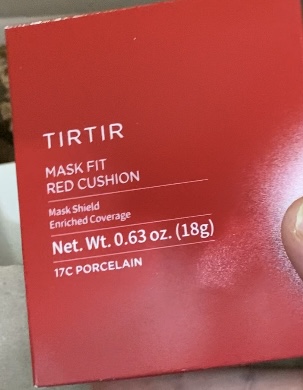 TIRTIR
MASK FIT
RED CUSHION
Mask Shield
Enriched Coverage
Net. Wt. 0.63 oz. (18g)
17C PORCELAIN